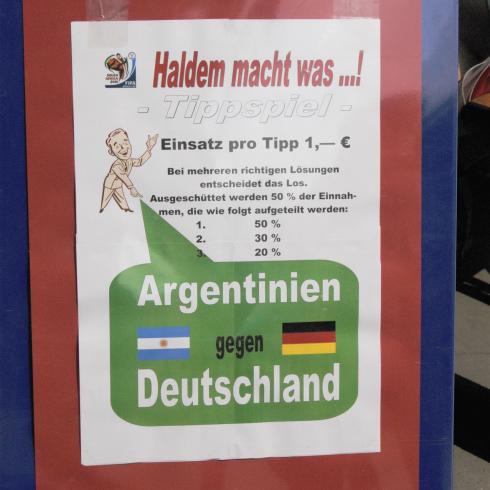 Haldem macht was ...!
- Tippspiel -
Einsatz pro Tipp 1,— €
Bei mehreren richtigen Lösungen
entscheidet das Los.
Ausgeschüttet werden 50 % der Einnah-
men, die wie folgt aufgeteilt werden:
1. 50 %
2. 30 %
3. 20 %
Argentinien
gegen
Deutschland